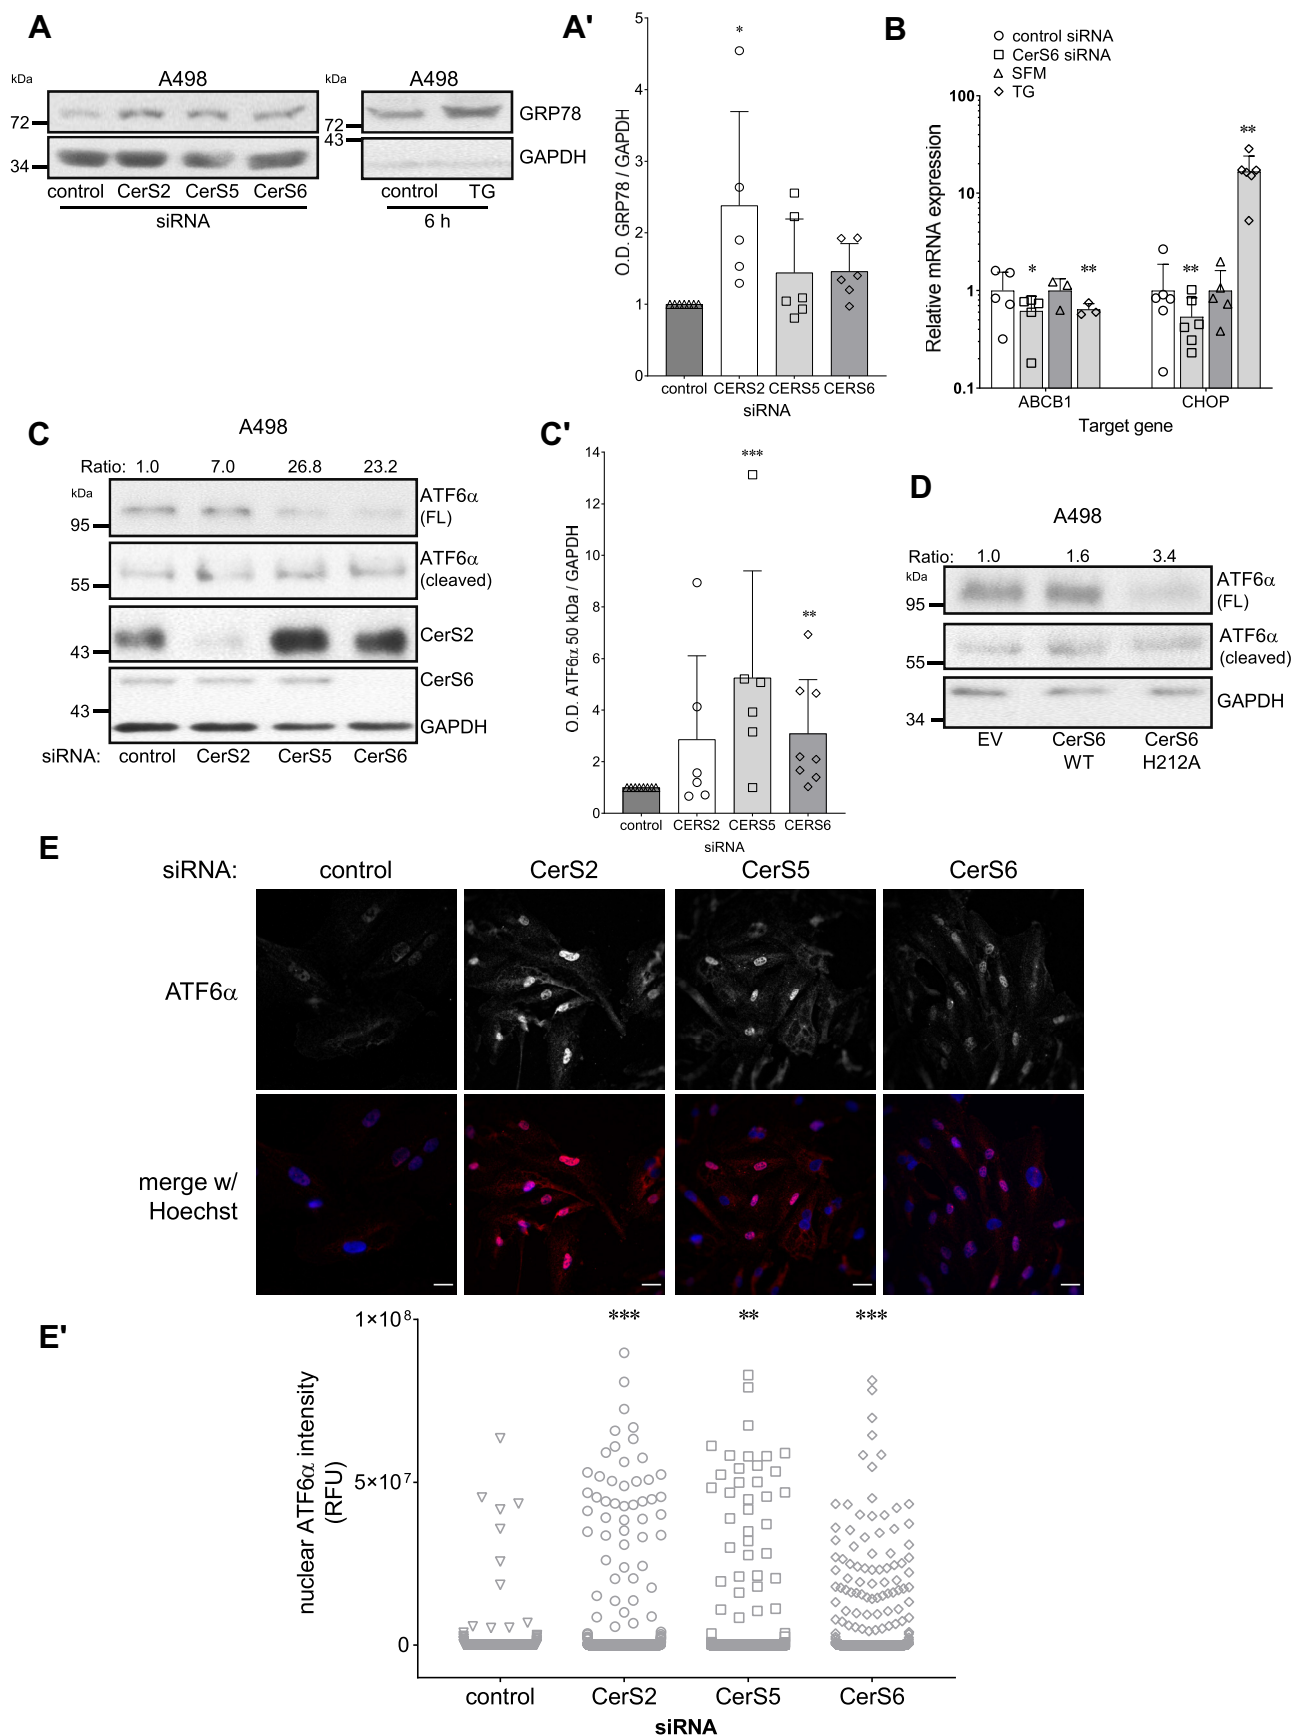 A
kDa
A498
72
GRP78
34
GAPDH
control CerS2 CerS5 CerS6
siRNA
kDa
A498
72
43
control TG
6 h
A'
O.D. GRP78 / GAPDH
5
4
3
2
1
0
*
control CERS2 CERS5 CERS6
siRNA
B
control siRNA
CerS6 siRNA
SFM
TG
Relative mRNA expression
100
10
1
0.1
* ** ** **
ABCB1 CHOP
Target gene
C
A498
Ratio: 1.0 7.0 26.8 23.2
kDa
95
ATF6α
(FL)
55
ATF6α
(cleaved)
43
CerS2
CerS6
43
GAPDH
siRNA: control CerS2 CerS5 CerS6
C'
O.D. ATF6α 50 kDa / GAPDH
14
12
10
8
6
4
2
0
*** **
control CERS2 CERS5 CERS6
siRNA
D
A498
Ratio: 1.0 1.6 3.4
kDa
95
ATF6α
(FL)
55
ATF6α
(cleaved)
34
GAPDH
EV CerS6 CerS6
WT H212A
E
siRNA: control CerS2 CerS5 CerS6
ATF6α
merge w/
Hoechst
E'
nuclear ATF6α intensity
(RFU)
1×10⁸
5×10⁷
0
*** ** ***
control CerS2 CerS5 CerS6
siRNA